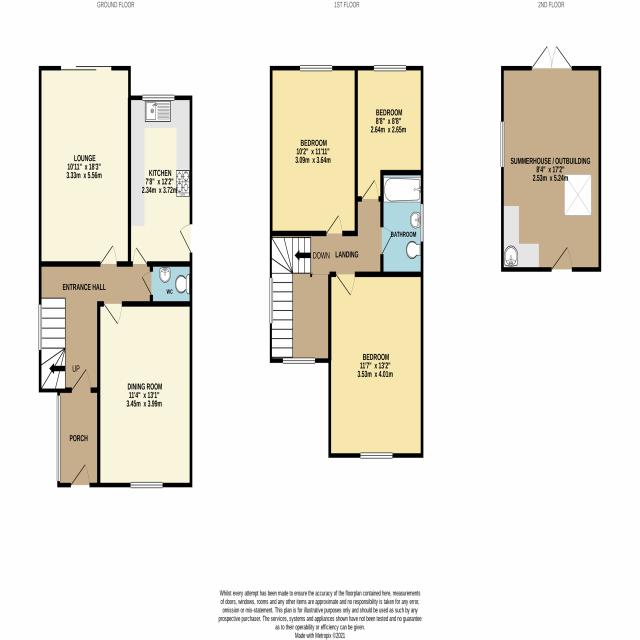 GROUND FLOOR
1ST FLOOR
2ND FLOOR
LOUNGE
10'11" x 18'3"
3.33m x 5.56m
KITCHEN
7'8" x 12'2"
2.34m x 3.72m
ENTRANCE HALL
WC
UP
DINING ROOM
11'4" x 13'1"
3.45m x 3.99m
PORCH
BEDROOM
10'2" x 11'11"
3.09m x 3.64m
BEDROOM
8'8" x 8'8"
2.64m x 2.65m
BATHROOM
DOWN
LANDING
BEDROOM
11'7" x 13'2"
3.53m x 4.01m
SUMMERHOUSE / OUTBUILDING
8'4" x 17'2"
2.53m x 5.24m
Whilst every attempt has been made to ensure the accuracy of the floorplan contained here, measurements
of doors, windows, rooms and any other items are approximate and no responsibility is taken for any error,
omission or mis-statement. This plan is for illustrative purposes only and should be used as such by any
prospective purchaser. The services, systems and appliances shown have not been tested and no guarantee
as to their operability or efficiency can be given.
Made with Metropix ©2021